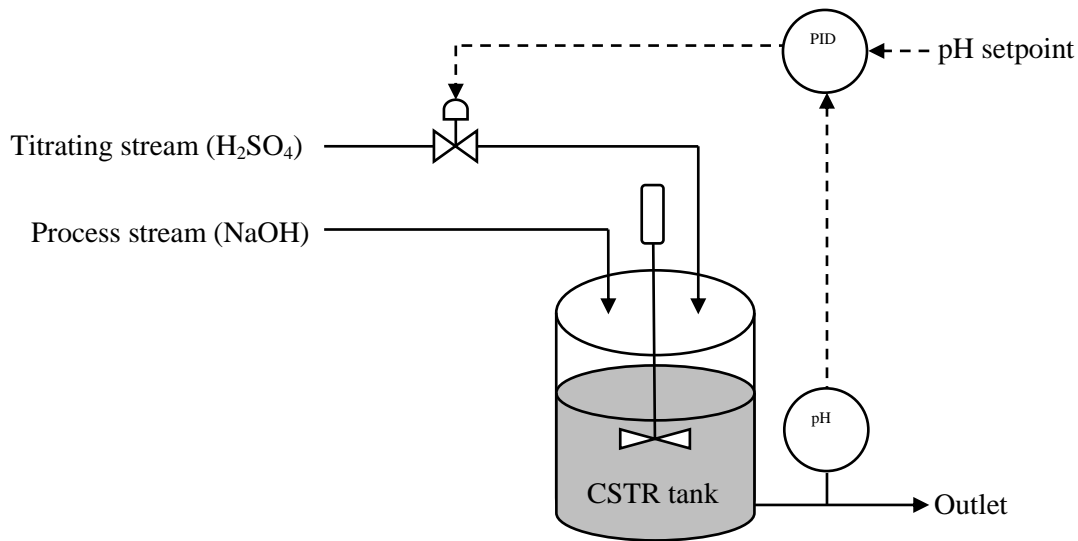 PID
pH setpoint
Titrating stream (H₂SO₄)
Process stream (NaOH)
pH
CSTR tank
Outlet